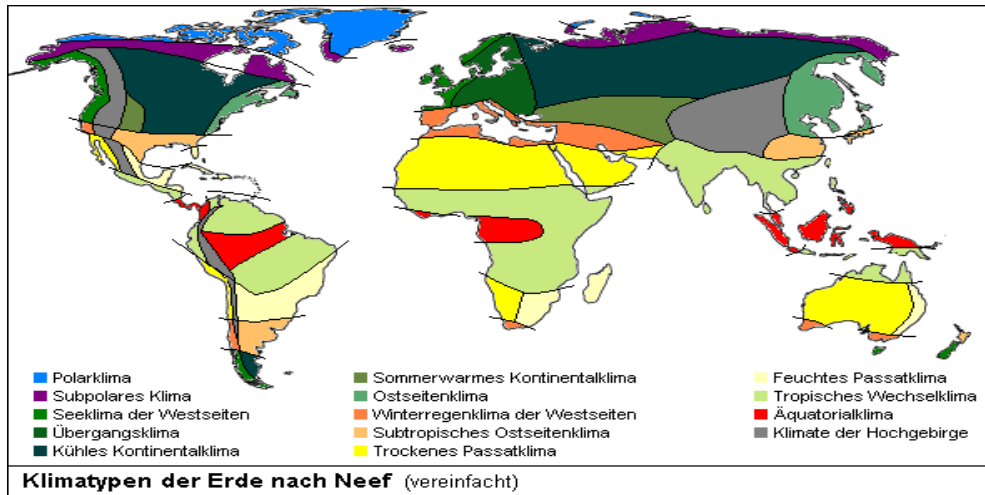 Polarklima
Subpolares Klima
Seeklima der Westseiten
Übergangsklima
Kühles Kontinentalklima
Sommerwarmes Kontinentalklima
Ostseitenklima
Winterregenklima der Westseiten
Subtropisches Ostseitenklima
Trockenes Passatklima
Feuchtes Passatklima
Tropisches Wechselklima
Äquatorialklima
Klimate der Hochgebirge
Klimatypen der Erde nach Neef (vereinfacht)